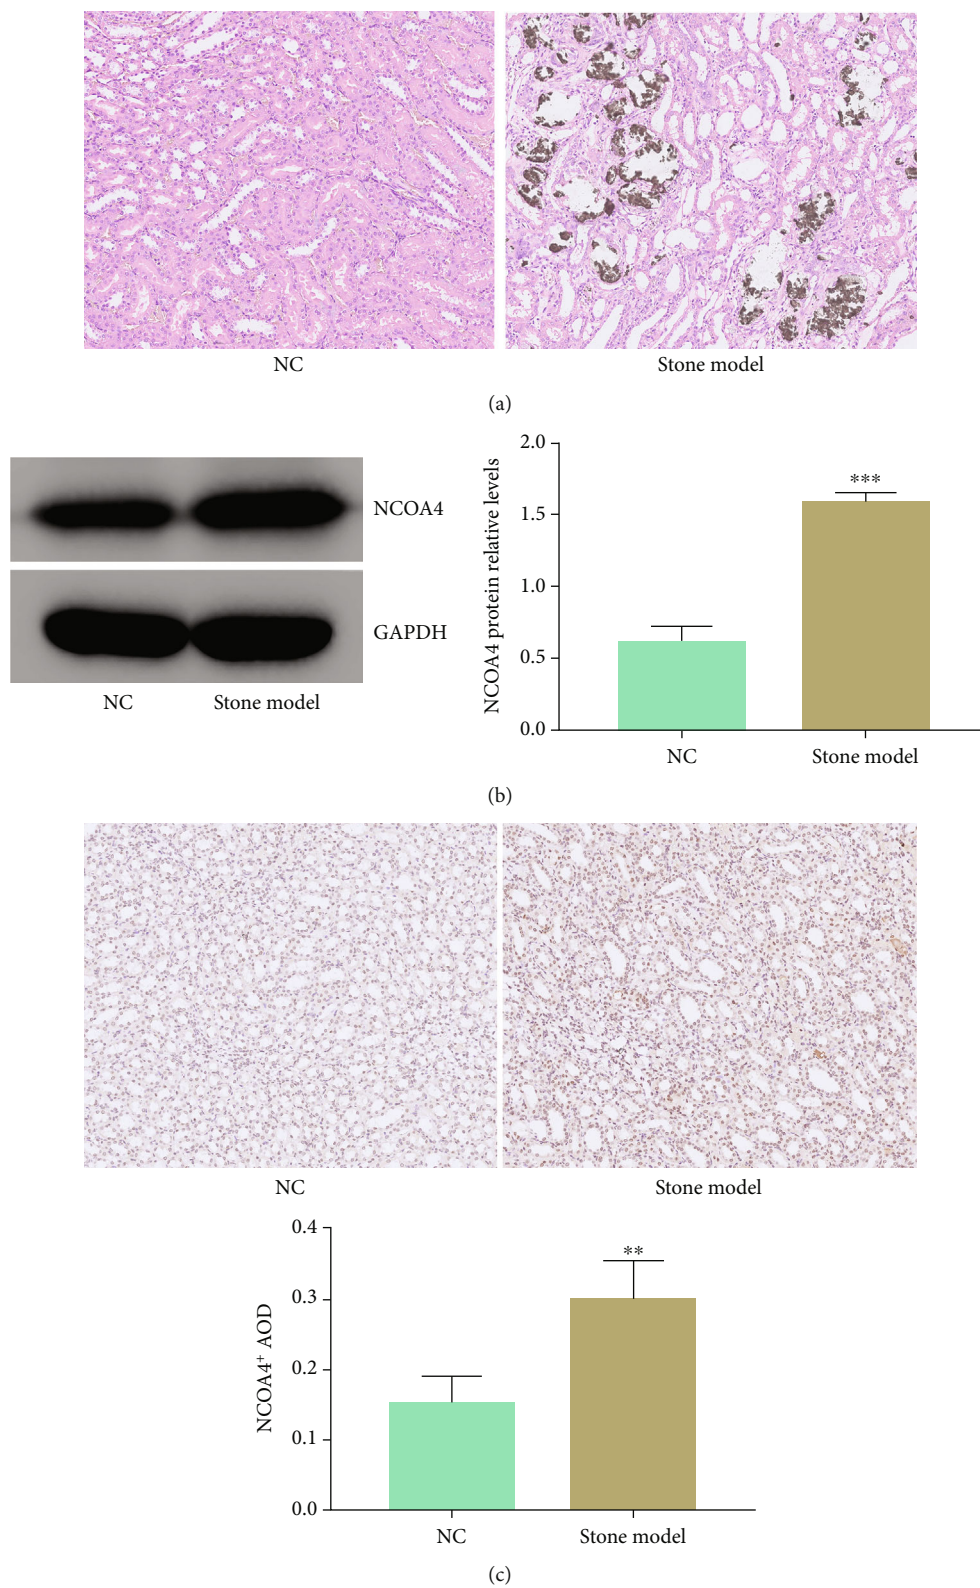 NC Stone model
(a)
NCOA4
GAPDH
NC Stone model
NCOA4 protein relative levels
2.0
1.5
1.0
0.5
0.0
***
NC Stone model
(b)
NC Stone model
NCOA4⁺ AOD
0.4
0.3
0.2
0.1
0.0
**
NC Stone model
(c)